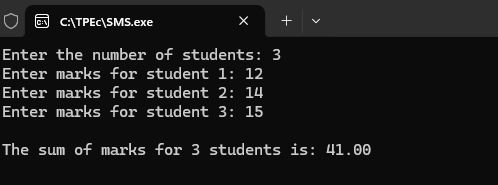 C:\TPEc\SMS.exe
Enter the number of students: 3
Enter marks for student 1: 12
Enter marks for student 2: 14
Enter marks for student 3: 15
The sum of marks for 3 students is: 41.00